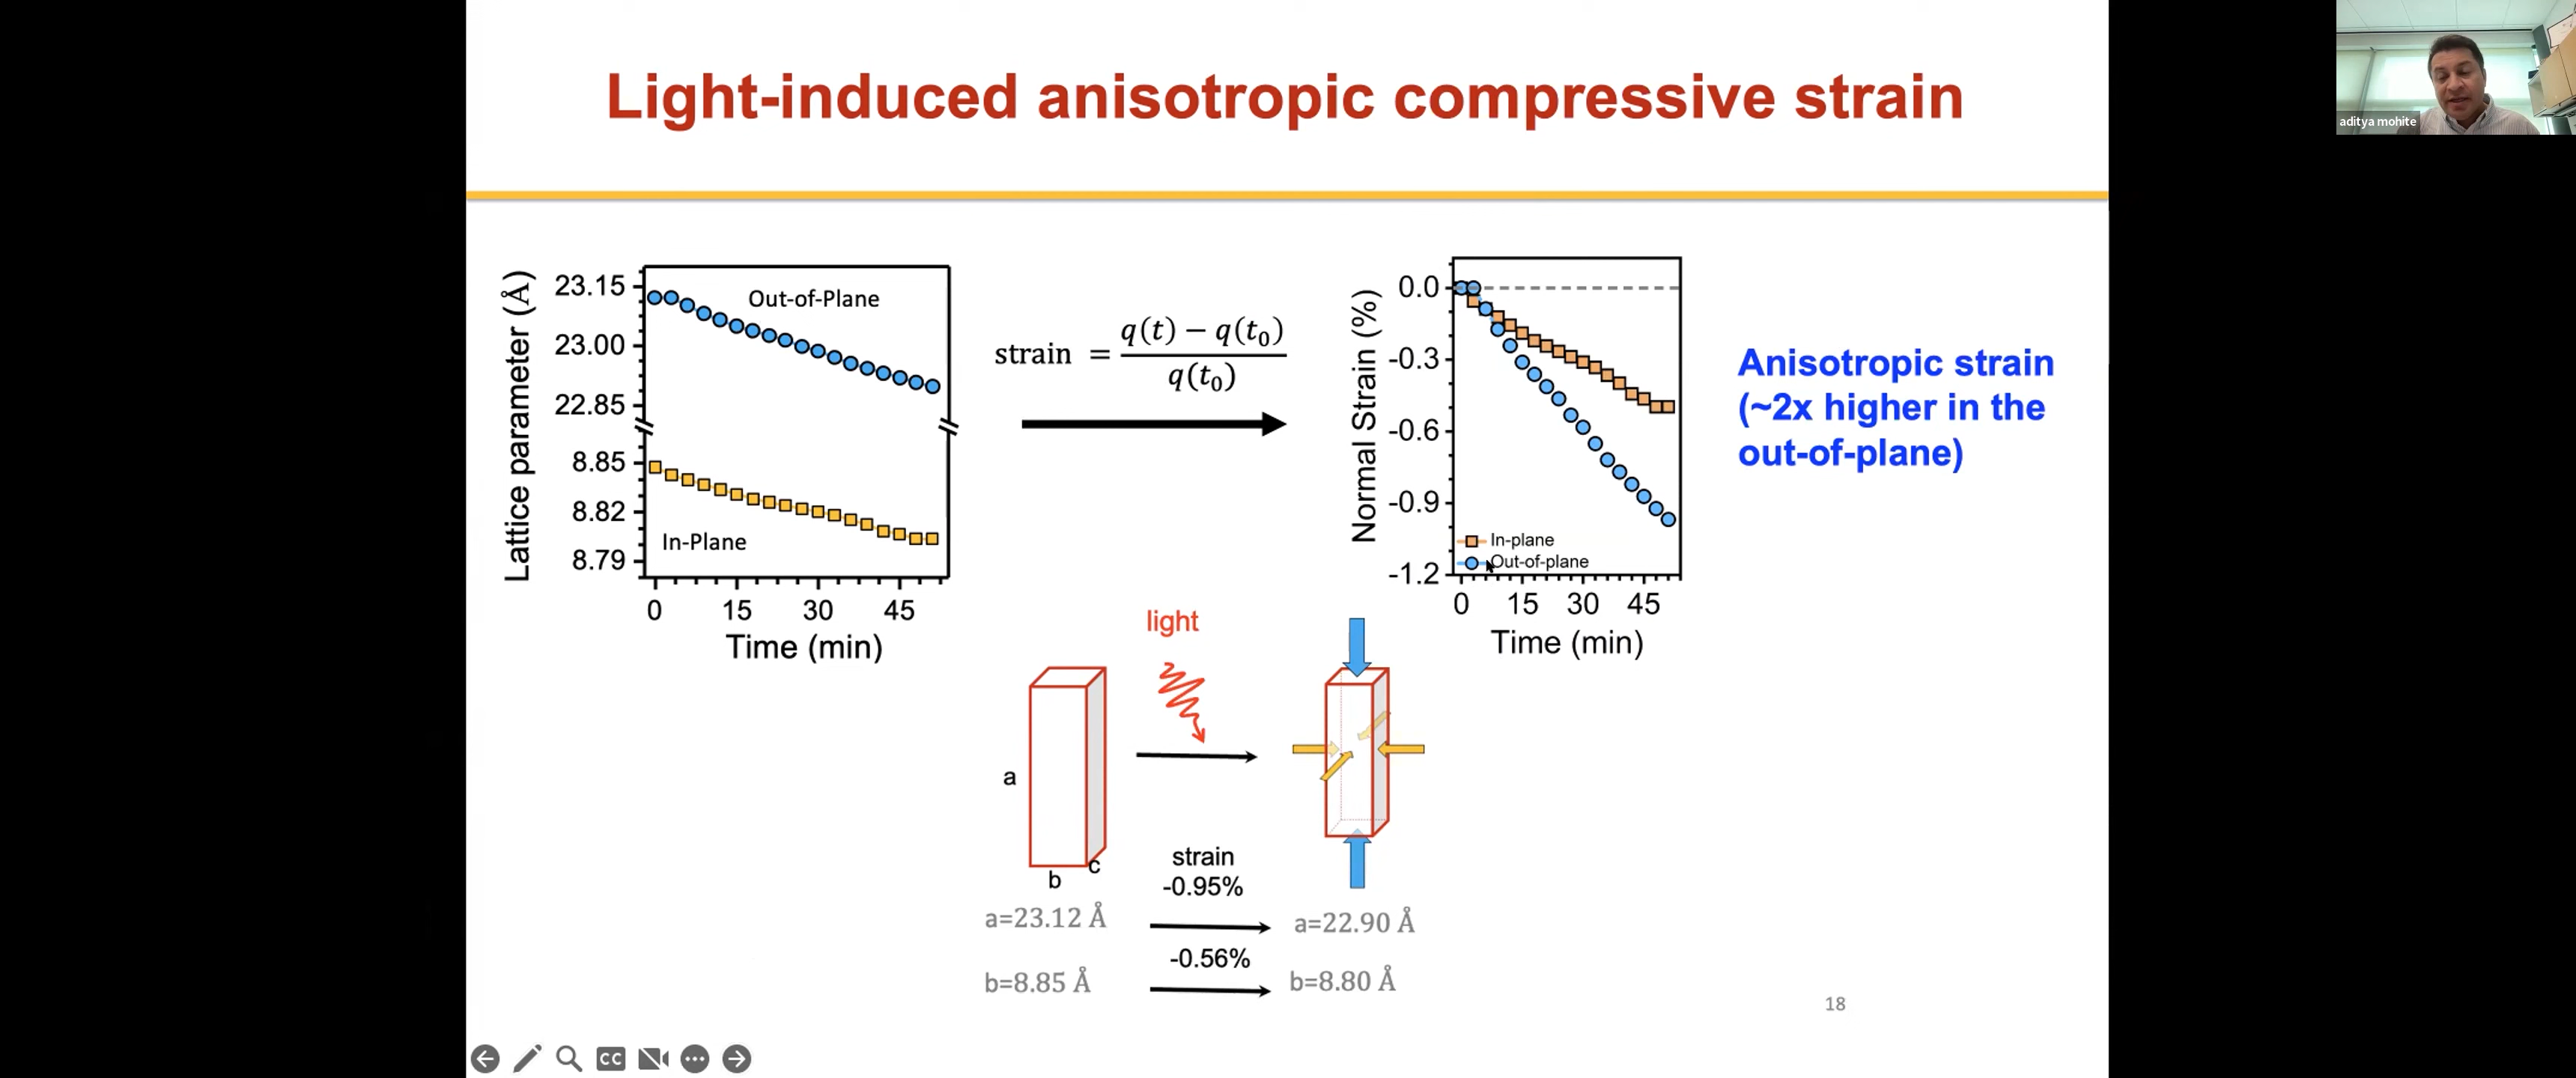 Light-induced anisotropic compressive strain
aditya mohite
Lattice parameter (Å)
23.15
23.00
22.85
8.85
8.82
8.79
Out-of-Plane
In-Plane
0 15 30 45
Time (min)
strain = q(t) − q(t₀) / q(t₀)
Normal Strain (%)
0.0
-0.3
-0.6
-0.9
-1.2
In-plane
Out-of-plane
0 15 30 45
Time (min)
Anisotropic strain
(~2x higher in the
out-of-plane)
light
a
b
c
strain
-0.95%
a=23.12 Å
a=22.90 Å
-0.56%
b=8.85 Å
b=8.80 Å
18
CC